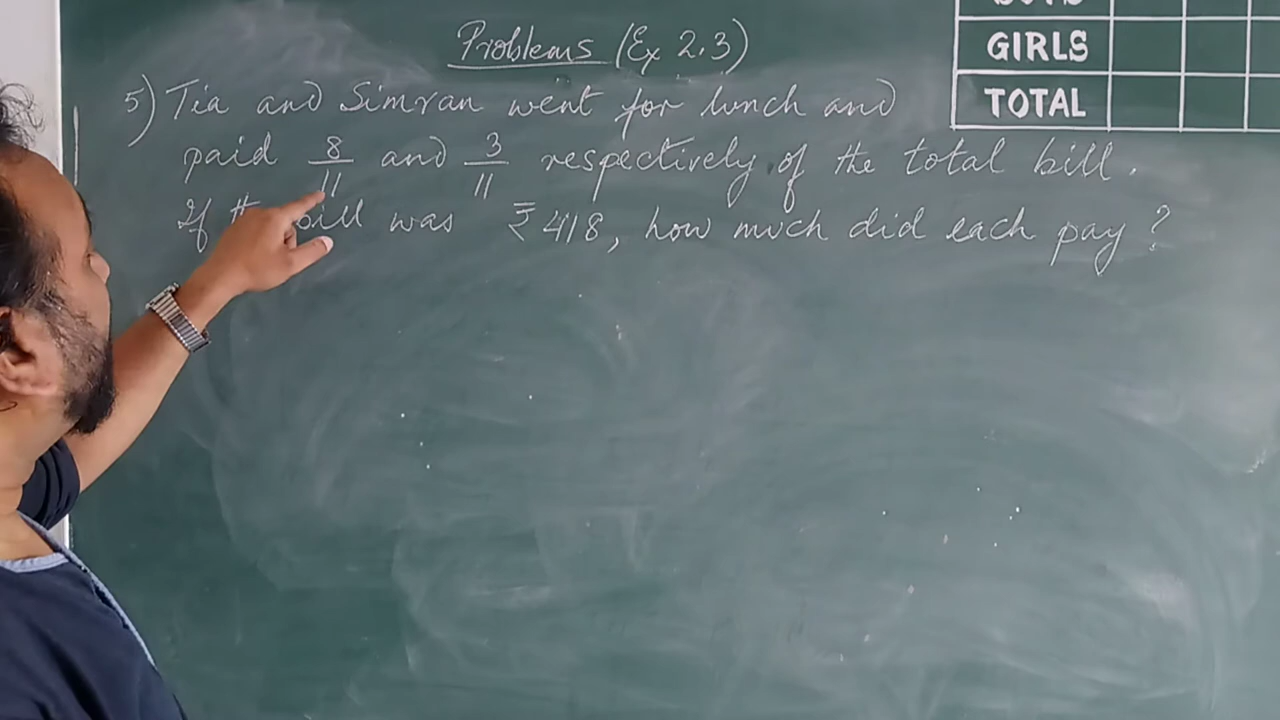 Problems (Ex 2.3)
5) Tia and Simran went for lunch and
paid 8/11 and 3/11 respectively of the total bill.
If bill was ₹418, how much did each pay?
GIRLS
TOTAL